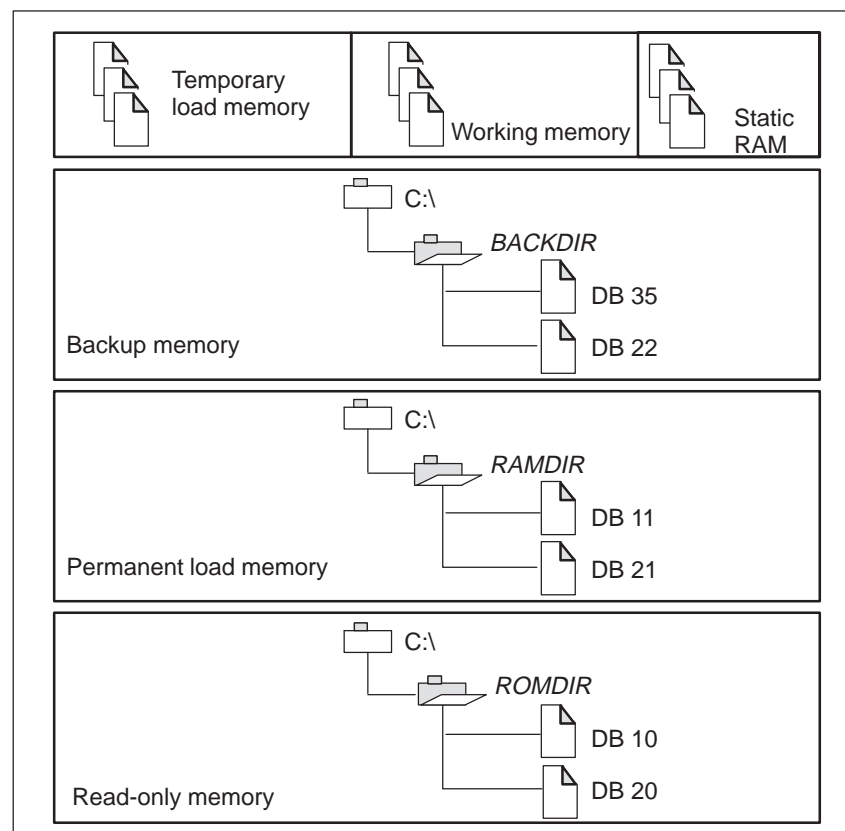 Temporary
load memory
Working memory
Static
RAM
C:\
BACKDIR
DB 35
DB 22
Backup memory
C:\
RAMDIR
DB 11
DB 21
Permanent load memory
C:\
ROMDIR
DB 10
DB 20
Read-only memory